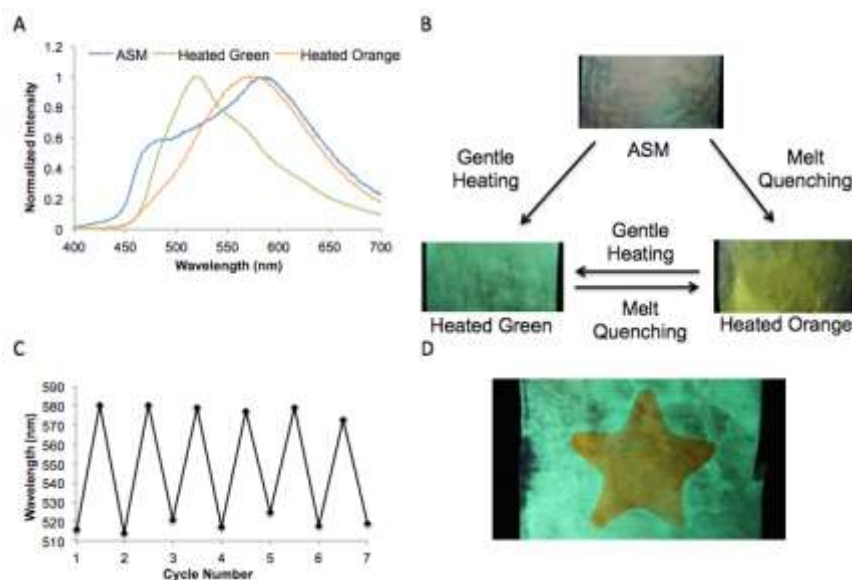 A
ASM Heated Green Heated Orange
1.2
1
0.8
0.6
0.4
0.2
0
Normalized Intensity
400 450 500 550 600 650 700
Wavelength (nm)
B
ASM
Gentle
Heating
Melt
Quenching
Gentle
Heating
Melt
Quenching
Heated Green
Heated Orange
C
590
580
570
560
550
540
530
520
510
Wavelength (nm)
1 2 3 4 5 6 7
Cycle Number
D